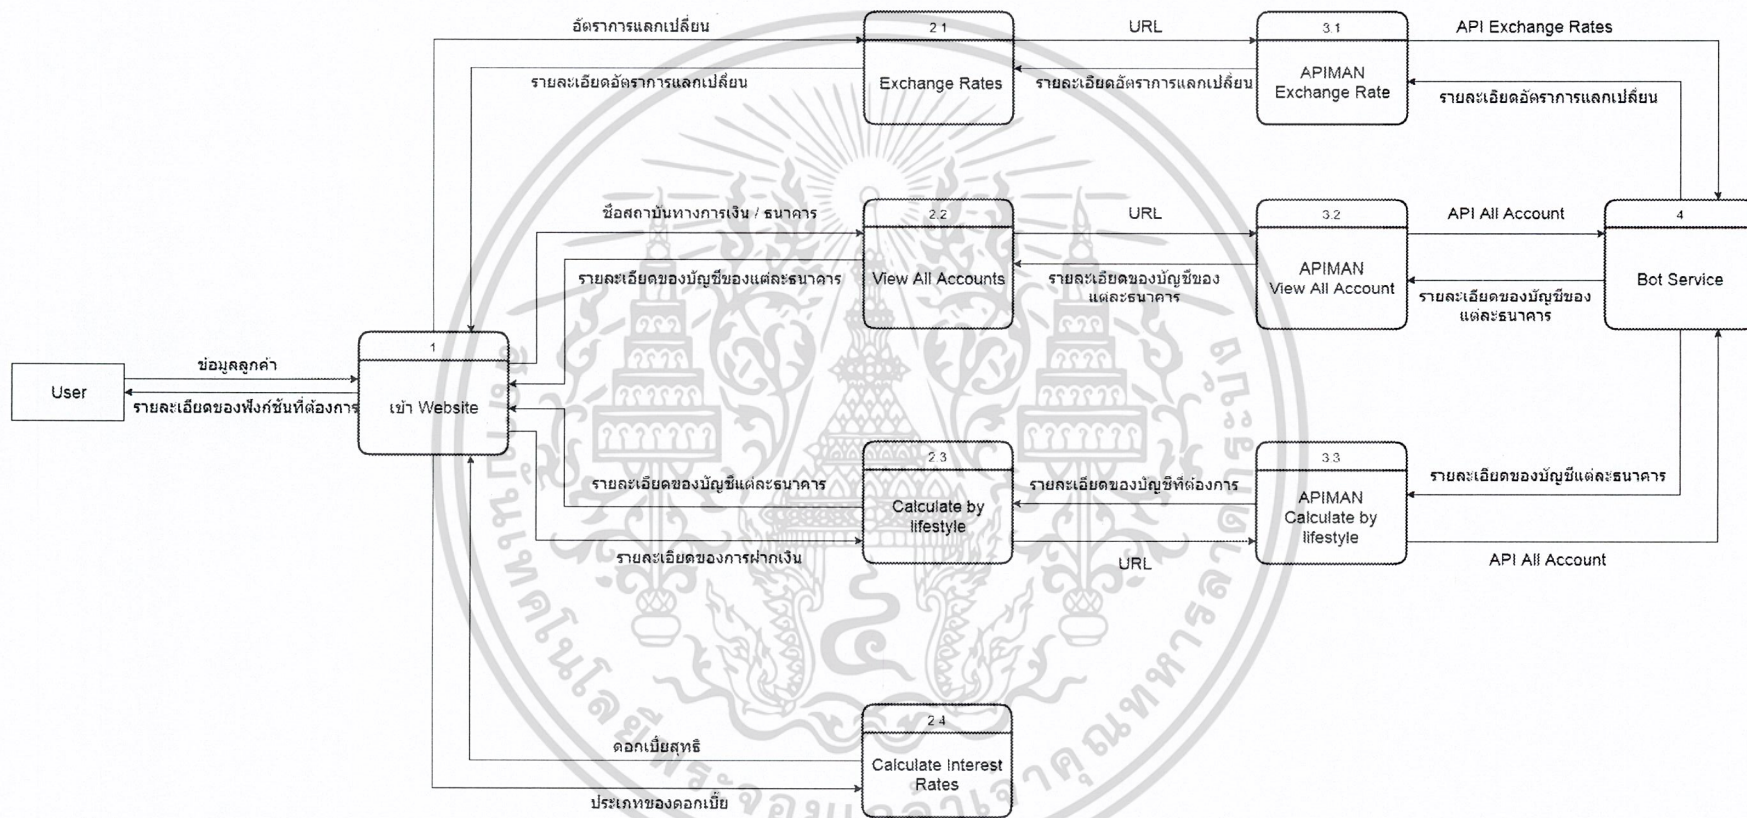 อัตราการแลกเปลี่ยน
2.1
URL
3.1
API Exchange Rates
รายละเอียดอัตราการแลกเปลี่ยน
Exchange Rates
รายละเอียดอัตราการแลกเปลี่ยน
APIMAN
Exchange Rate
รายละเอียดอัตราการแลกเปลี่ยน
ชื่อสถาบันทางการเงิน / ธนาคาร
2.2
URL
3.2
API All Account
4
รายละเอียดของบัญชีของแต่ละธนาคาร
View All Accounts
รายละเอียดของบัญชีของ
แต่ละธนาคาร
APIMAN
View All Account
รายละเอียดของบัญชีของ
แต่ละธนาคาร
Bot Service
1
ข้อมูลลูกค้า
User
รายละเอียดของฟังก์ชันที่ต้องการ
เข้า Website
2.3
3.3
รายละเอียดของบัญชีแต่ละธนาคาร
Calculate by
lifestyle
รายละเอียดของบัญชีที่ต้องการ
APIMAN
Calculate by
lifestyle
รายละเอียดของบัญชีแต่ละธนาคาร
รายละเอียดของการฝากเงิน
URL
API All Account
2.4
ดอกเบี้ยสุทธิ
Calculate Interest
Rates
ประเภทของดอกเบี้ย